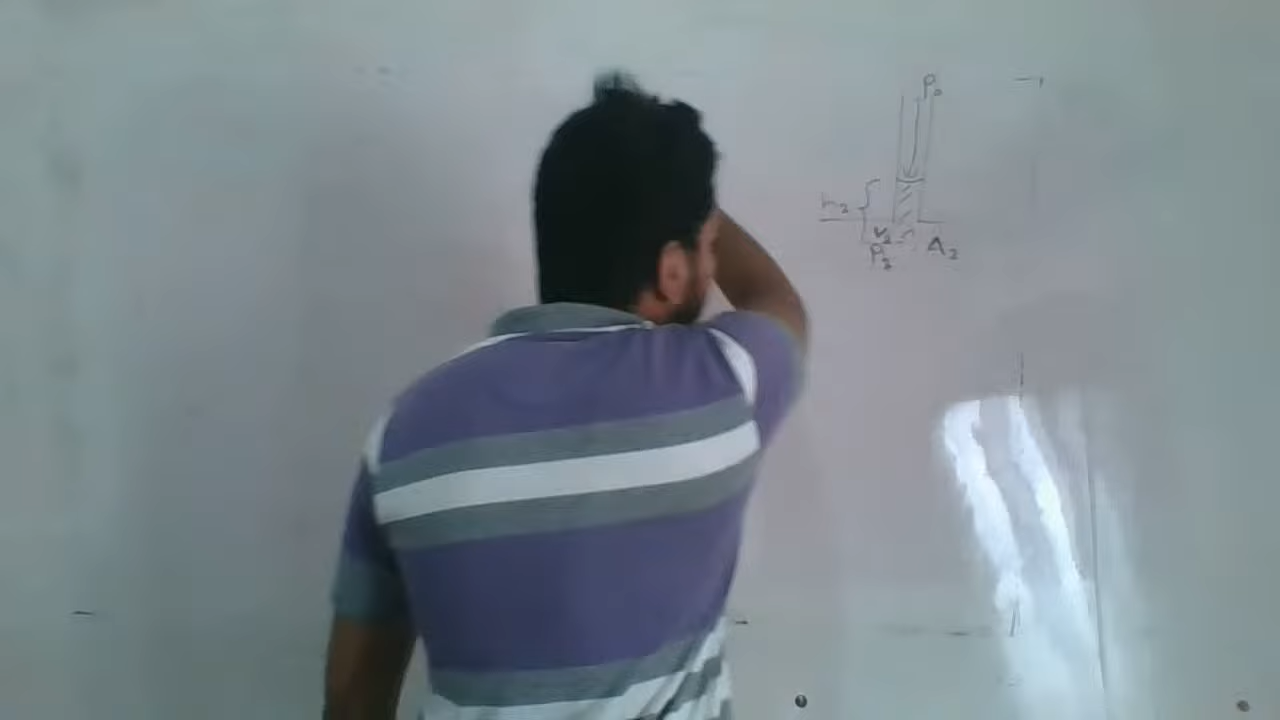 P₀
h₂
v₂
A₂
P₂